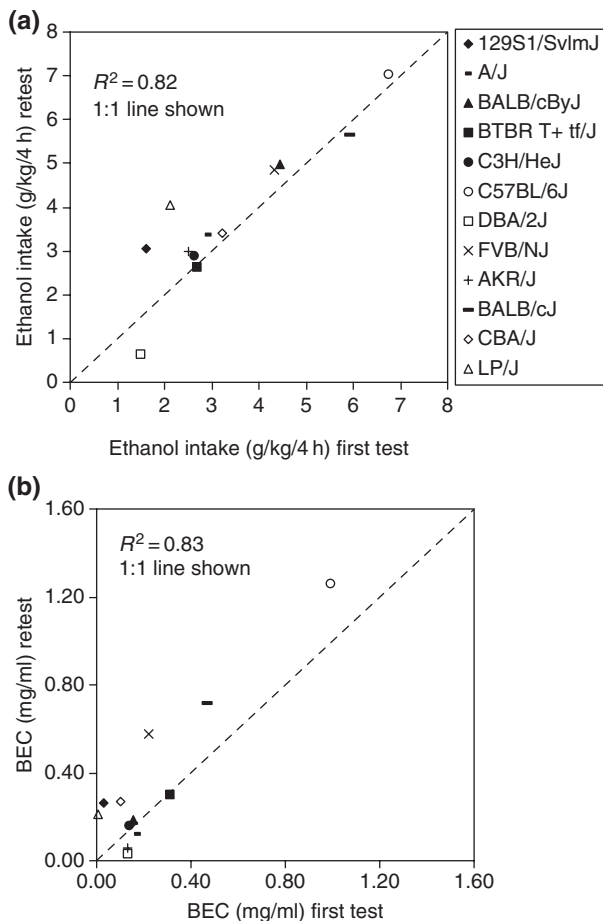 (a)
8
7
6
5
4
3
2
1
0
Ethanol intake (g/kg/4 h) retest
R² = 0.82
1:1 line shown
0 1 2 3 4 5 6 7 8
Ethanol intake (g/kg/4 h) first test
129S1/SvlmJ
A/J
BALB/cByJ
BTBR T+ tf/J
C3H/HeJ
C57BL/6J
DBA/2J
FVB/NJ
AKR/J
BALB/cJ
CBA/J
LP/J
(b)
1.60
1.20
0.80
0.40
0.00
BEC (mg/ml) retest
R² = 0.83
1:1 line shown
0.00 0.40 0.80 1.20 1.60
BEC (mg/ml) first test